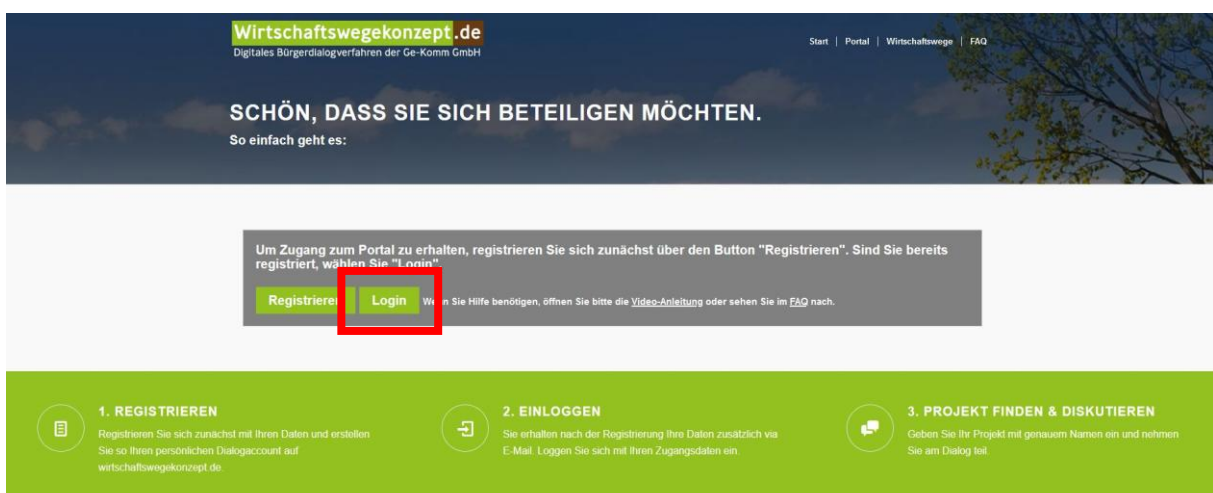 Wirtschaftswegekonzept.de
Digitales Bürgerdialogverfahren der Ge-Komm GmbH
Start | Portal | Wirtschaftswege | FAQ
SCHÖN, DASS SIE SICH BETEILIGEN MÖCHTEN.
So einfach geht es:
Um Zugang zum Portal zu erhalten, registrieren Sie sich zunächst über den Button "Registrieren". Sind Sie bereits
registriert, wählen Sie "Login".
Registrieren Login Wenn Sie Hilfe benötigen, öffnen Sie bitte die Video-Anleitung oder sehen Sie im FAQ nach.
1. REGISTRIEREN
Registrieren Sie sich zunächst mit Ihren Daten und erstellen
Sie so Ihren persönlichen Dialogaccount auf
wirtschaftswegekonzept.de.
2. EINLOGGEN
Sie erhalten nach der Registrierung Ihre Daten zusätzlich via
E-Mail. Loggen Sie sich mit Ihren Zugangsdaten ein.
3. PROJEKT FINDEN & DISKUTIEREN
Geben Sie Ihr Projekt mit genauem Namen ein und nehmen
Sie am Dialog teil.